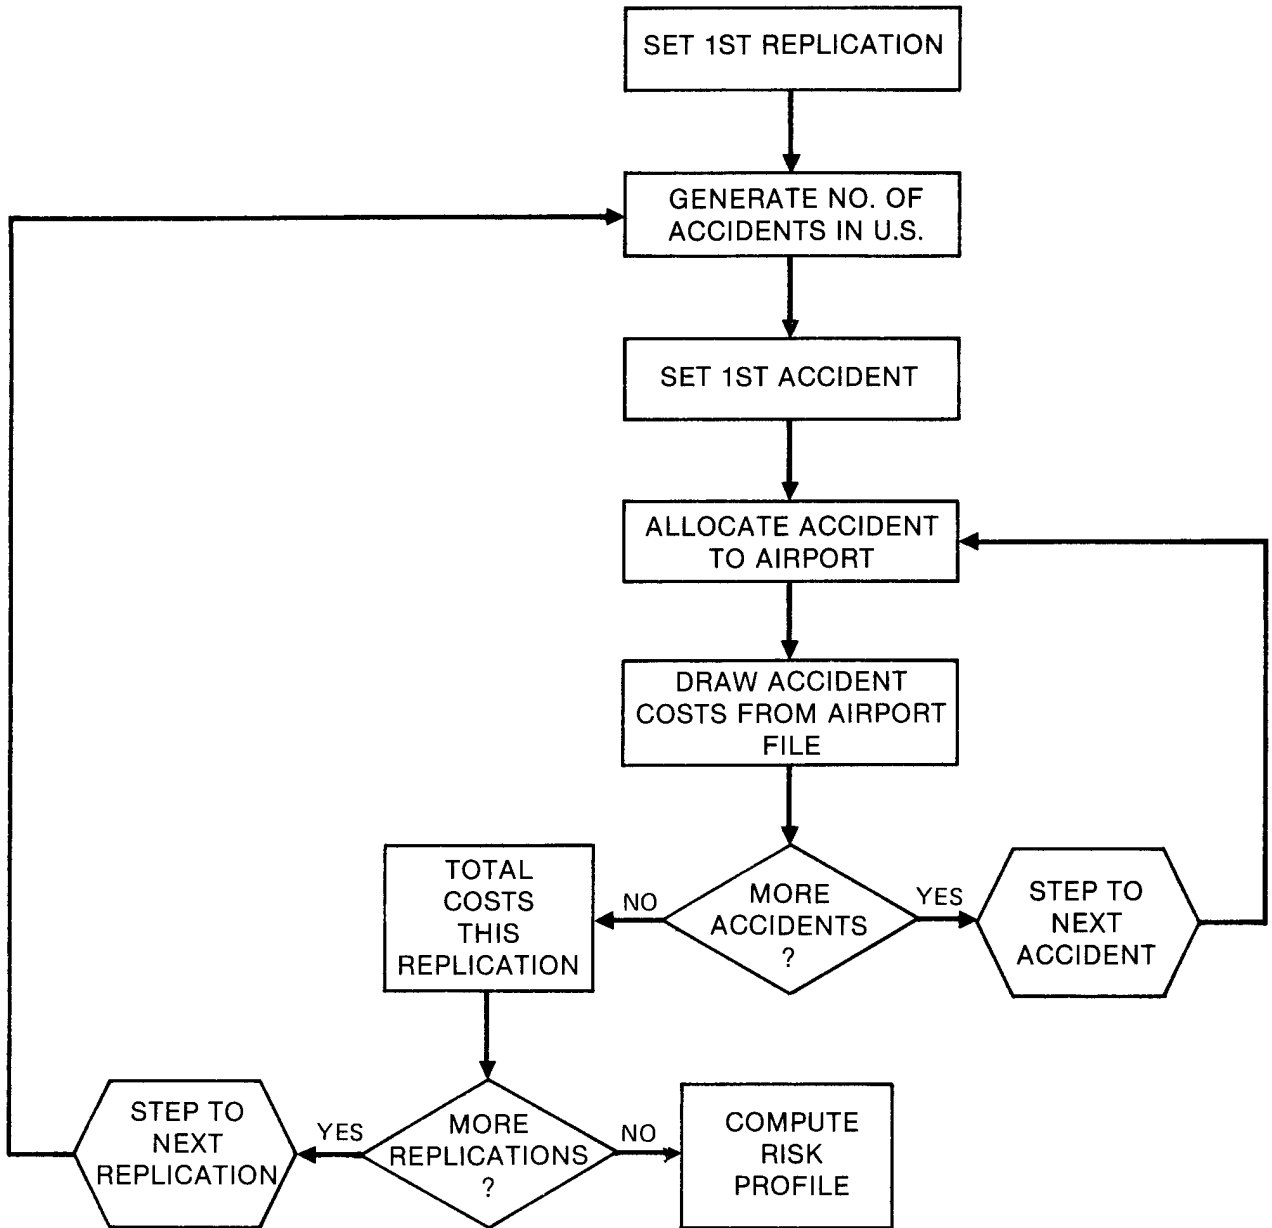 SET 1ST REPLICATION
GENERATE NO. OF
ACCIDENTS IN U.S.
SET 1ST ACCIDENT
ALLOCATE ACCIDENT
TO AIRPORT
DRAW ACCIDENT
COSTS FROM AIRPORT
FILE
TOTAL
COSTS
THIS
REPLICATION
NO
MORE
ACCIDENTS
?
YES
STEP TO
NEXT
ACCIDENT
STEP TO
NEXT
REPLICATION
YES
MORE
REPLICATIONS
?
NO
COMPUTE
RISK
PROFILE